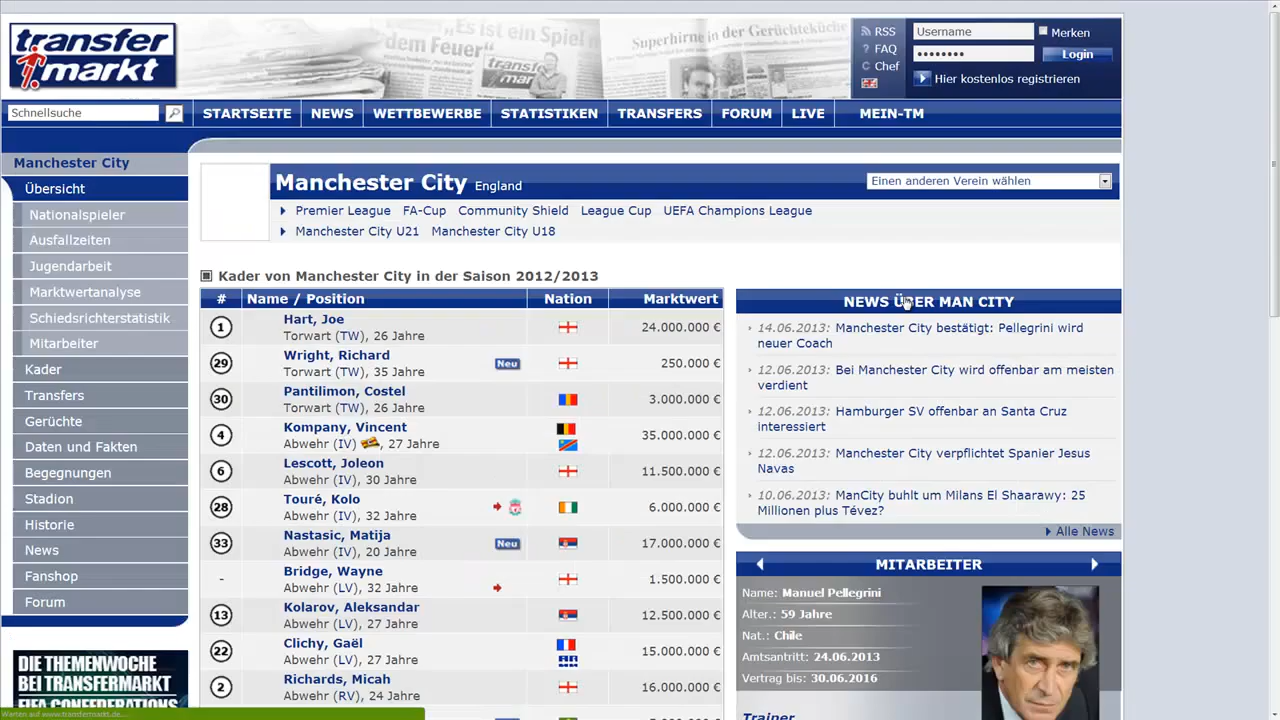 transfer
markt
„Es ist ein Spiel
dem Feuer"
transfer
mar
Superhirne in der Gerüchteküche
RSS
FAQ
Chef
Username
Merken
••••••••
Login
Hier kostenlos registrieren
Schnellsuche
STARTSEITE NEWS WETTBEWERBE STATISTIKEN TRANSFERS FORUM LIVE MEIN-TM
Manchester City
Übersicht
Nationalspieler
Ausfallzeiten
Jugendarbeit
Marktwertanalyse
Schiedsrichterstatistik
Mitarbeiter
Kader
Transfers
Gerüchte
Daten und Fakten
Begegnungen
Stadion
Historie
News
Fanshop
Forum
DIE THEMENWOCHE
BEI TRANSFERMARKT
FIFA CONFEDERATIONS
Manchester City England
Einen anderen Verein wählen
Premier League FA-Cup Community Shield League Cup UEFA Champions League
Manchester City U21 Manchester City U18
Kader von Manchester City in der Saison 2012/2013
# Name / Position Nation Marktwert
1 Hart, Joe 24.000.000 €
Torwart (TW), 26 Jahre
29 Wright, Richard Neu 250.000 €
Torwart (TW), 35 Jahre
30 Pantilimon, Costel 3.000.000 €
Torwart (TW), 26 Jahre
4 Kompany, Vincent 35.000.000 €
Abwehr (IV) , 27 Jahre
6 Lescott, Joleon 11.500.000 €
Abwehr (IV), 30 Jahre
28 Touré, Kolo 6.000.000 €
Abwehr (IV), 32 Jahre
33 Nastasic, Matija Neu 17.000.000 €
Abwehr (IV), 20 Jahre
- Bridge, Wayne 1.500.000 €
Abwehr (LV), 32 Jahre
13 Kolarov, Aleksandar 12.500.000 €
Abwehr (LV), 27 Jahre
22 Clichy, Gaël 15.000.000 €
Abwehr (LV), 27 Jahre
2 Richards, Micah 16.000.000 €
Abwehr (RV), 24 Jahre
NEWS ÜBER MAN CITY
14.06.2013: Manchester City bestätigt: Pellegrini wird
neuer Coach
12.06.2013: Bei Manchester City wird offenbar am meisten
verdient
12.06.2013: Hamburger SV offenbar an Santa Cruz
interessiert
12.06.2013: Manchester City verpflichtet Spanier Jesus
Navas
10.06.2013: ManCity buhlt um Milans El Shaarawy: 25
Millionen plus Tévez?
Alle News
MITARBEITER
Name: Manuel Pellegrini
Alter.: 59 Jahre
Nat.: Chile
Amtsantritt: 24.06.2013
Vertrag bis: 30.06.2016
Trainer
Warten auf www.transfermarkt.de...